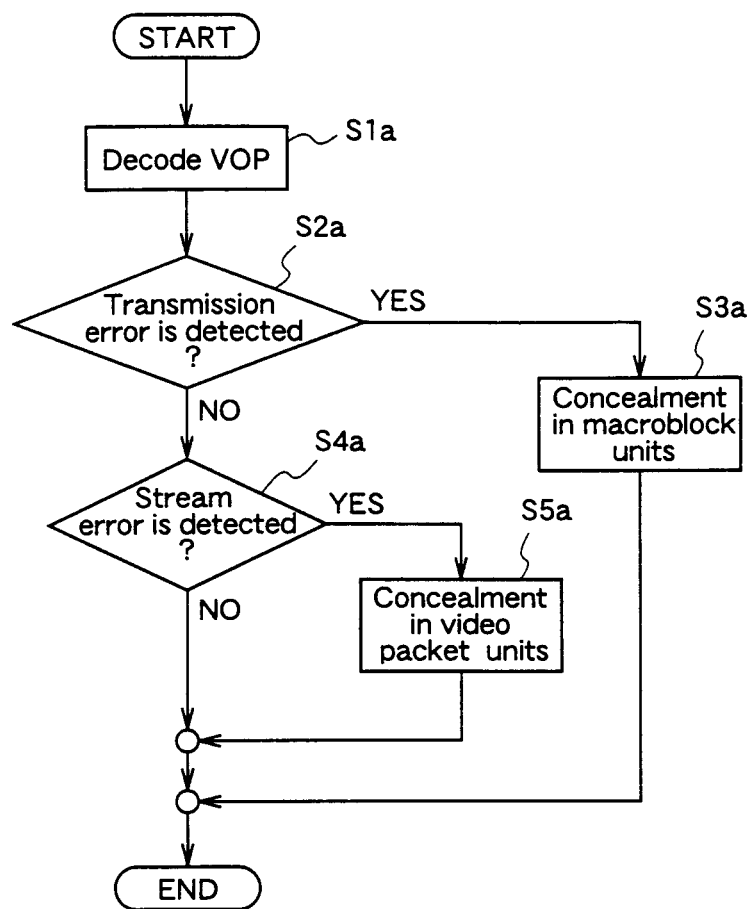 START
S1a
Decode VOP
S2a
Transmission
error is detected
?
YES
S3a
Concealment
in macroblock
units
NO
S4a
Stream
error is detected
?
YES
S5a
Concealment
in video
packet units
NO
END